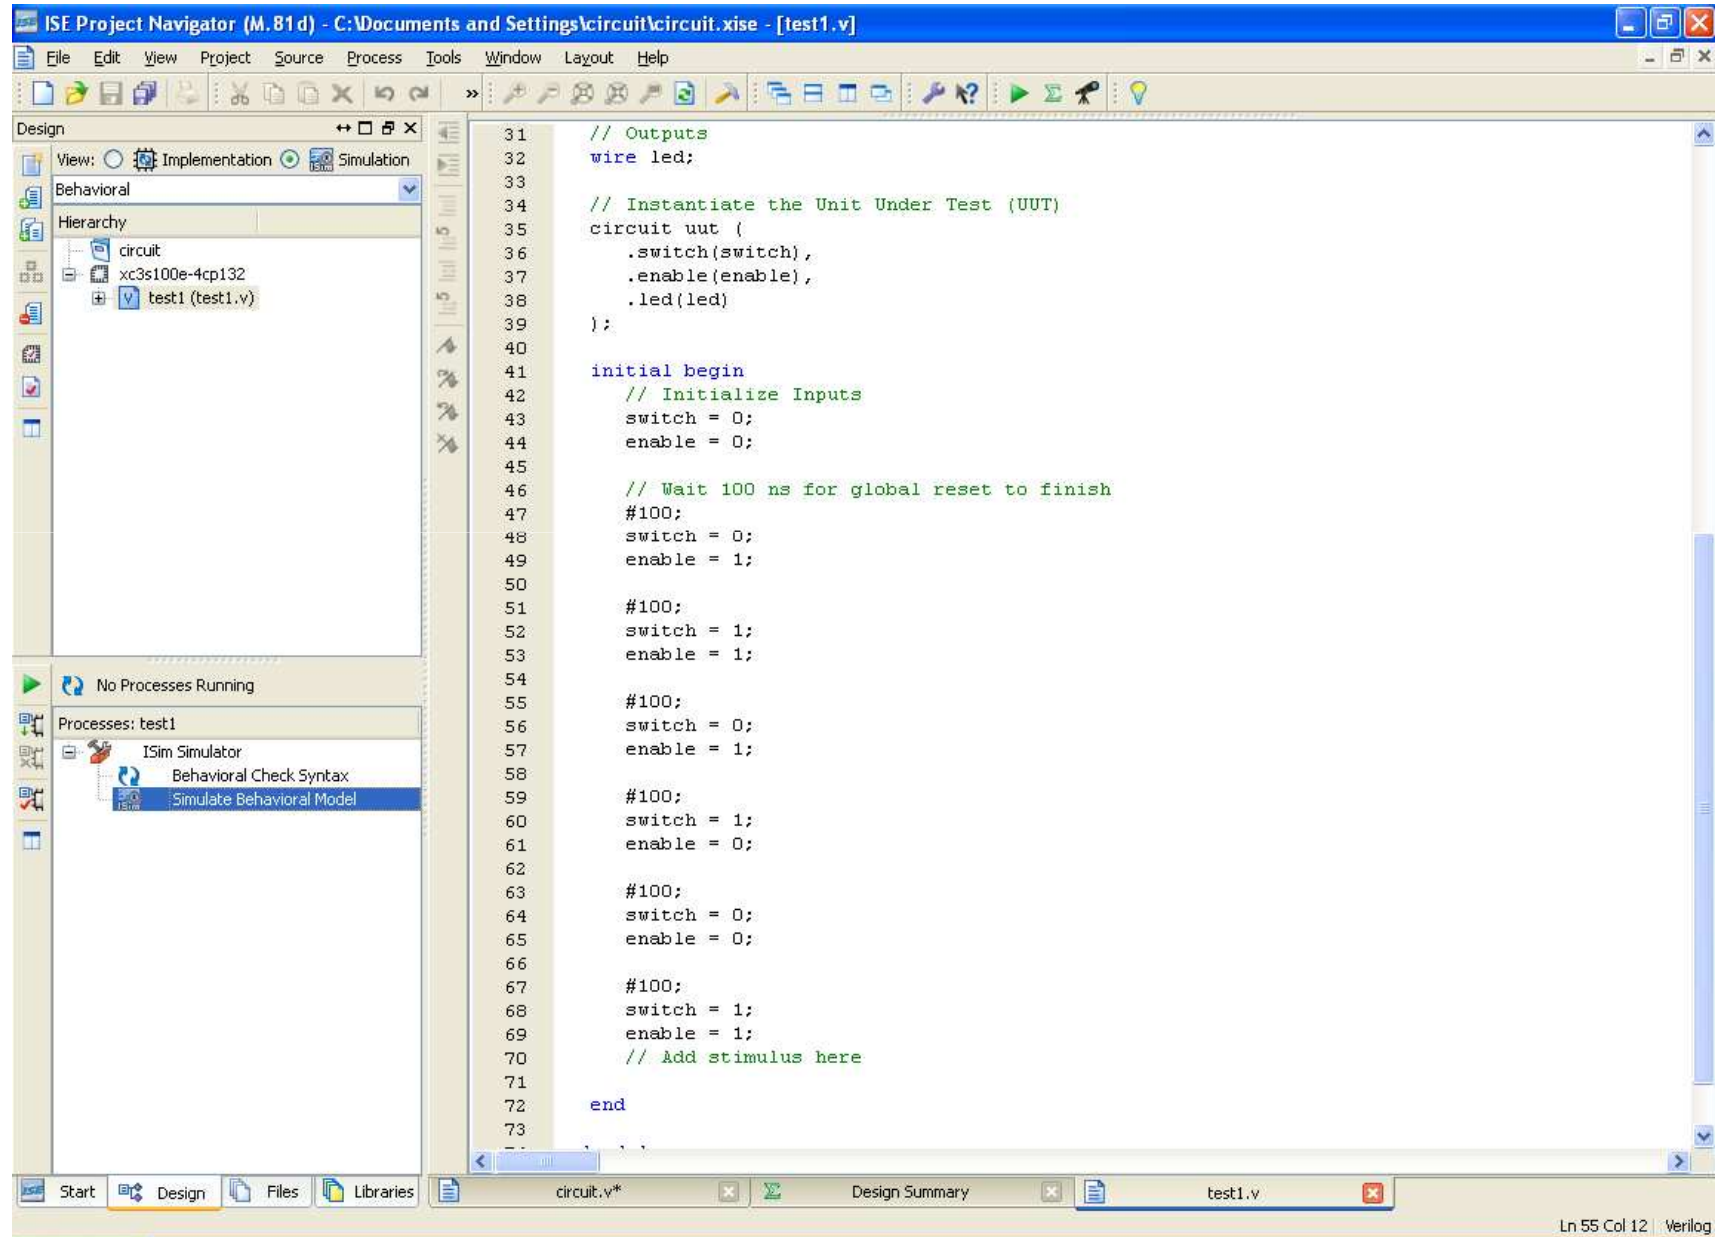 ISE Project Navigator (M.81d) - C:\Documents and Settings\circuit\circuit.xise - [test1.v]
File Edit View Project Source Process Tools Window Layout Help
Design
View: Implementation Simulation
Behavioral
Hierarchy
circuit
xc3s100e-4cp132
test1 (test1.v)
No Processes Running
Processes: test1
ISim Simulator
Behavioral Check Syntax
Simulate Behavioral Model
31 // Outputs
32 wire led;
33
34 // Instantiate the Unit Under Test (UUT)
35 circuit uut (
36 .switch(switch),
37 .enable(enable),
38 .led(led)
39 );
40
41 initial begin
42 // Initialize Inputs
43 switch = 0;
44 enable = 0;
45
46 // Wait 100 ns for global reset to finish
47 #100;
48 switch = 0;
49 enable = 1;
50
51 #100;
52 switch = 1;
53 enable = 1;
54
55 #100;
56 switch = 0;
57 enable = 1;
58
59 #100;
60 switch = 1;
61 enable = 0;
62
63 #100;
64 switch = 0;
65 enable = 0;
66
67 #100;
68 switch = 1;
69 enable = 1;
70 // Add stimulus here
71
72 end
73
Start Design Files Libraries
circuit.v* Design Summary test1.v
Ln 55 Col 12 Verilog